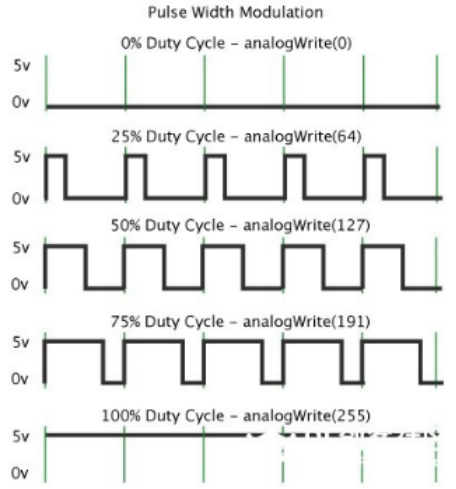 Pulse Width Modulation
0% Duty Cycle – analogWrite(0)
5v
0v
25% Duty Cycle – analogWrite(64)
5v
0v
50% Duty Cycle – analogWrite(127)
5v
0v
75% Duty Cycle – analogWrite(191)
5v
0v
100% Duty Cycle – analogWrite(255)
5v
0v